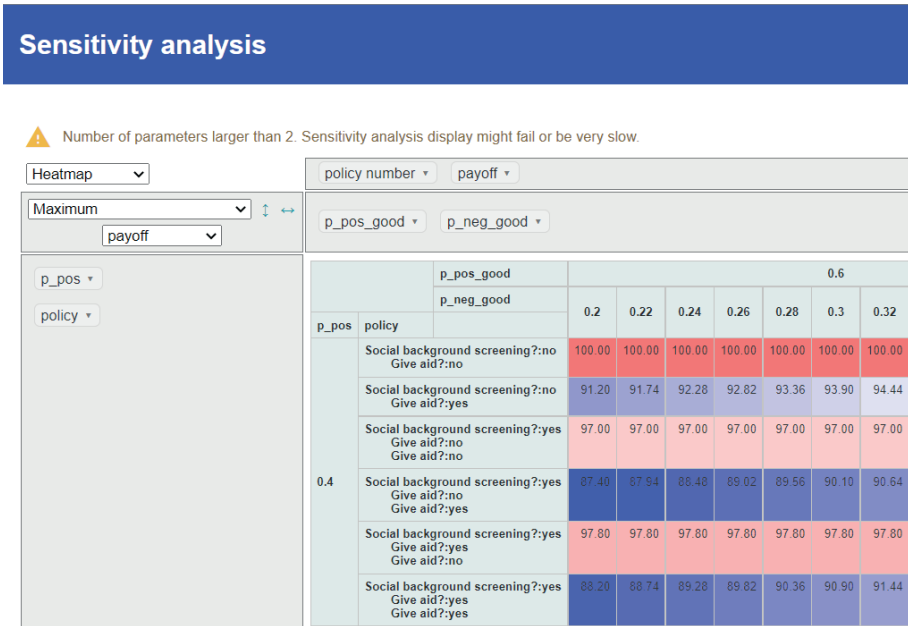 Sensitivity analysis
Number of parameters larger than 2. Sensitivity analysis display might fail or be very slow.
Heatmap
policy number ▾ payoff ▾
Maximum ↕ ↔
payoff
p_pos_good ▾ p_neg_good ▾
p_pos ▾
policy ▾
p_pos_good 0.6
p_neg_good 0.2 0.22 0.24 0.26 0.28 0.3 0.32
p_pos policy
0.4
Social background screening?:no 100.00 100.00 100.00 100.00 100.00 100.00 100.00
Give aid?:no
Social background screening?:no 91.20 91.74 92.28 92.82 93.36 93.90 94.44
Give aid?:yes
Social background screening?:yes 97.00 97.00 97.00 97.00 97.00 97.00 97.00
Give aid?:no
Give aid?:no
Social background screening?:yes 87.40 87.94 88.48 89.02 89.56 90.10 90.64
Give aid?:no
Give aid?:yes
Social background screening?:yes 97.80 97.80 97.80 97.80 97.80 97.80 97.80
Give aid?:yes
Give aid?:no
Social background screening?:yes 88.20 88.74 89.28 89.82 90.36 90.90 91.44
Give aid?:yes
Give aid?:yes